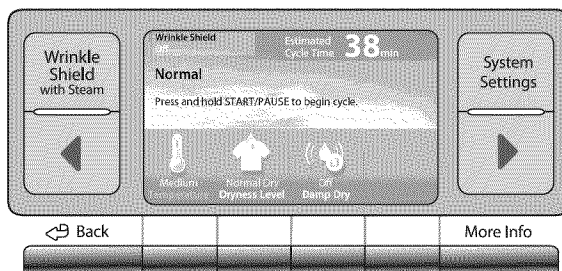 Wrinkle
Shield
with Steam
Wrinkle Shield
Off
Estimated
Cycle Time 38 min
Normal
Press and hold START/PAUSE to begin cycle.
Medium
Temperature
Normal Dry
Dryness Level
Off
Damp Dry
System
Settings
Back
More Info